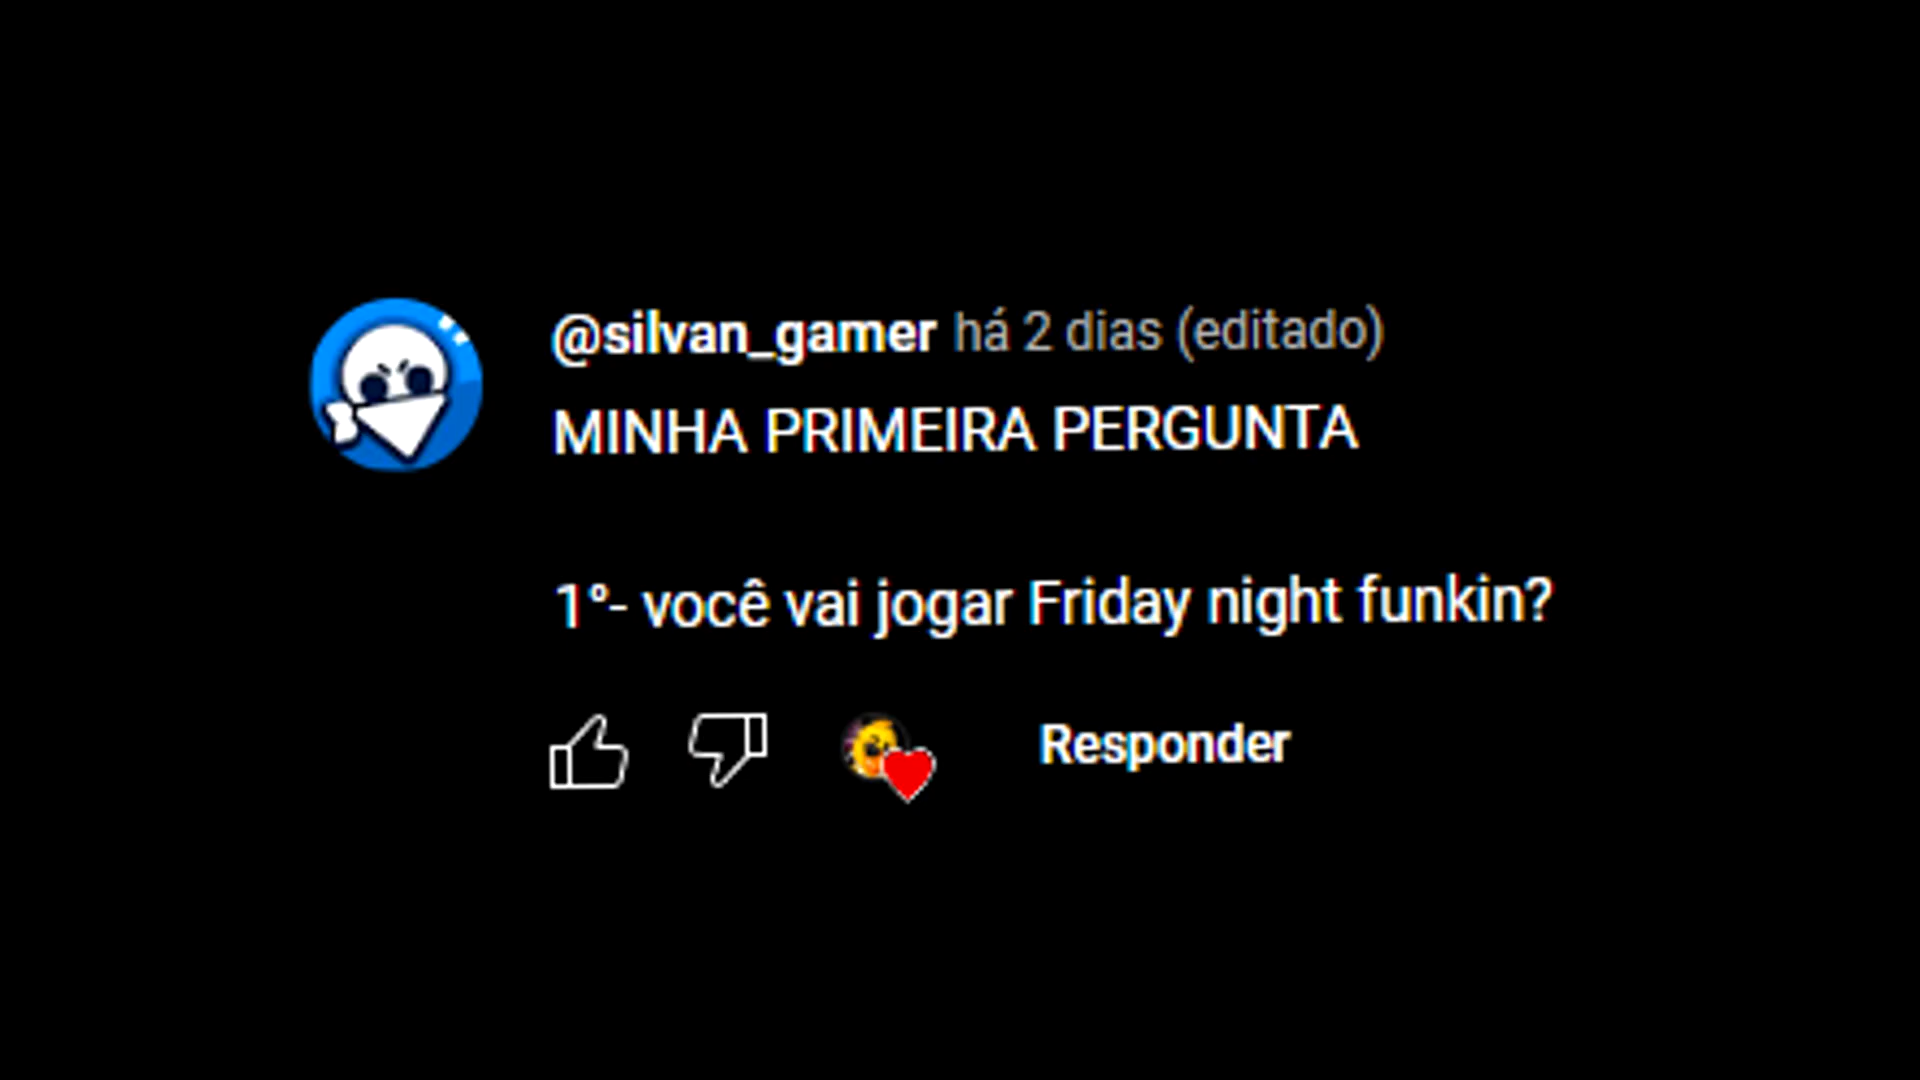 @silvan_gamer há 2 dias (editado)
MINHA PRIMEIRA PERGUNTA
1°- você vai jogar Friday night funkin?
Responder